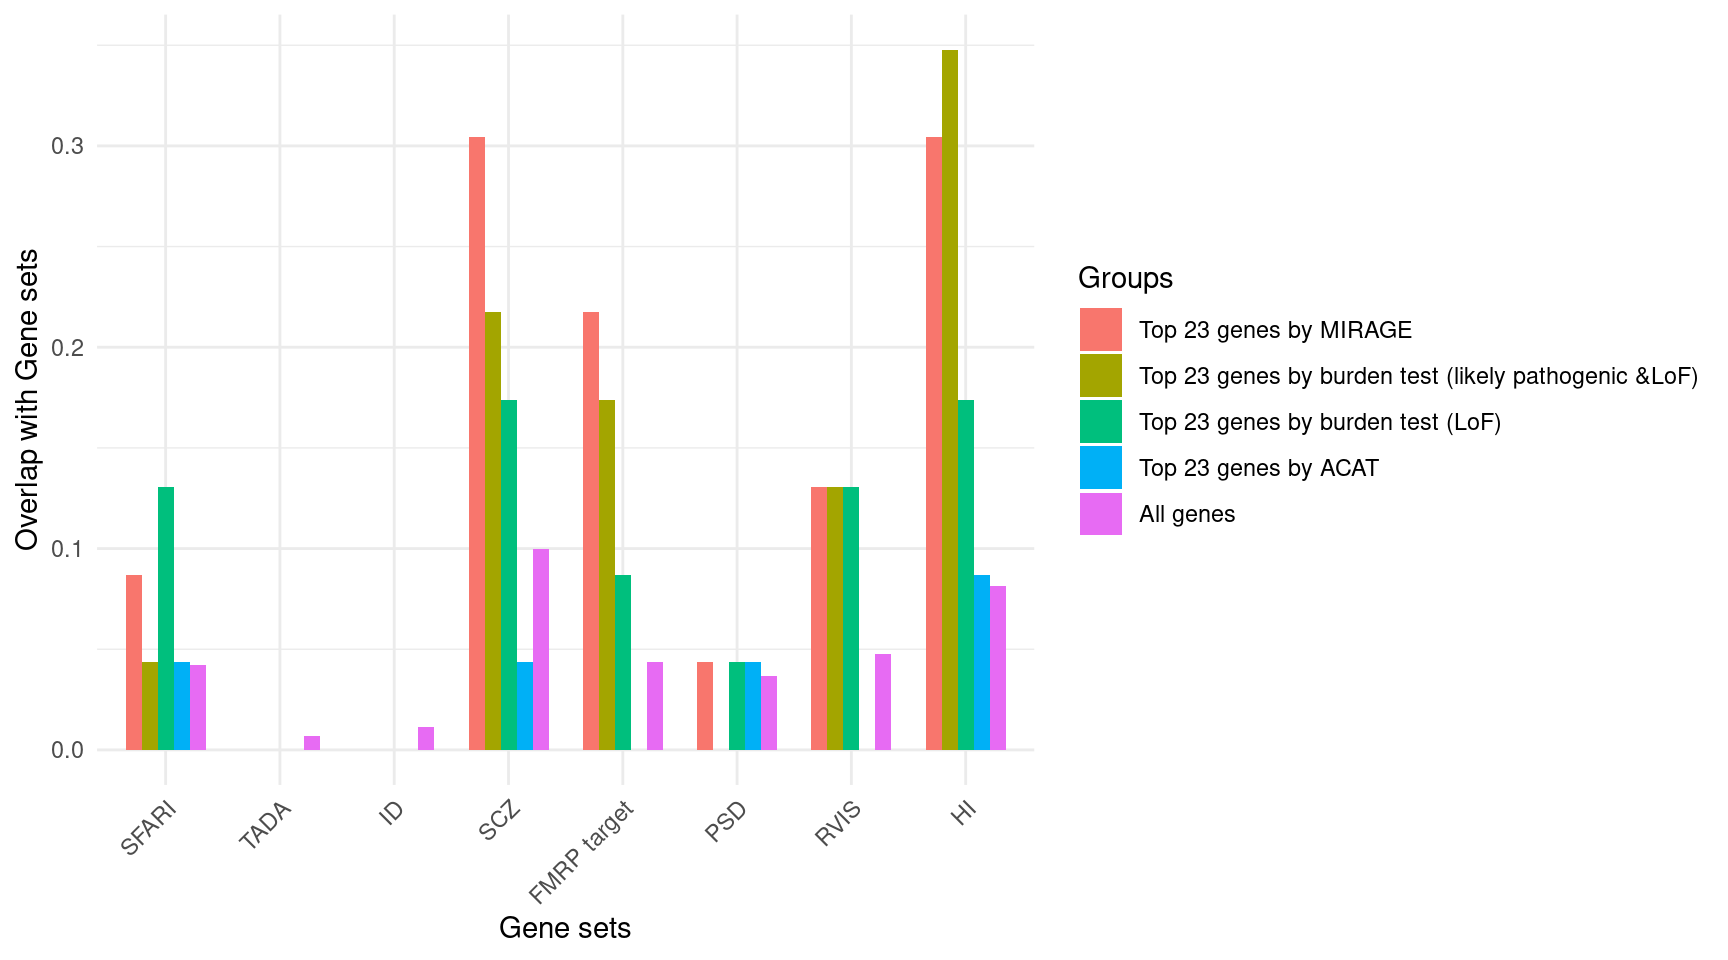 Overlap with Gene sets
0.3
0.2
0.1
0.0
SFARI
TADA
ID
SCZ
FMRP target
PSD
RVIS
HI
Gene sets
Groups
Top 23 genes by MIRAGE
Top 23 genes by burden test (likely pathogenic &LoF)
Top 23 genes by burden test (LoF)
Top 23 genes by ACAT
All genes